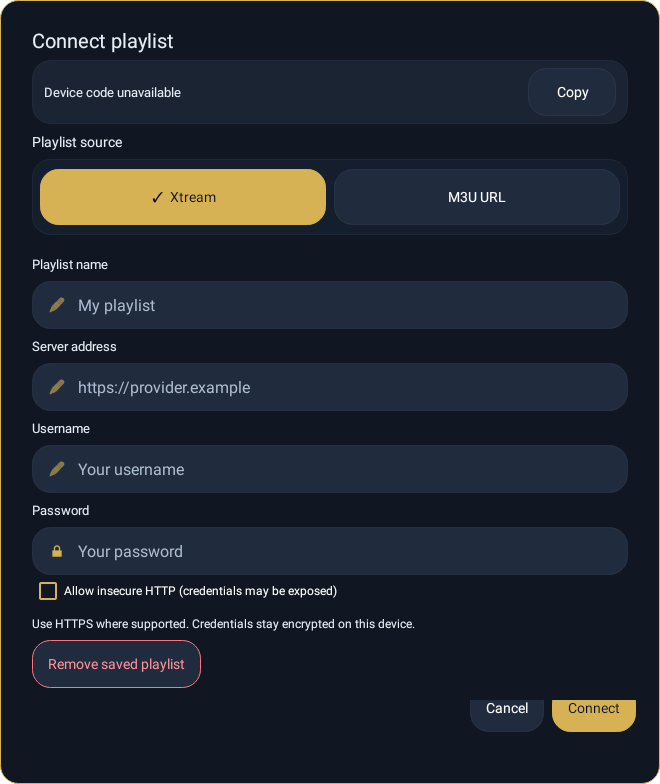 Connect playlist
Device code unavailable
Copy
Playlist source
✓ Xtream
M3U URL
Playlist name
My playlist
Server address
https://provider.example
Username
Your username
Password
Your password
Allow insecure HTTP (credentials may be exposed)
Use HTTPS where supported. Credentials stay encrypted on this device.
Remove saved playlist
Cancel
Connect